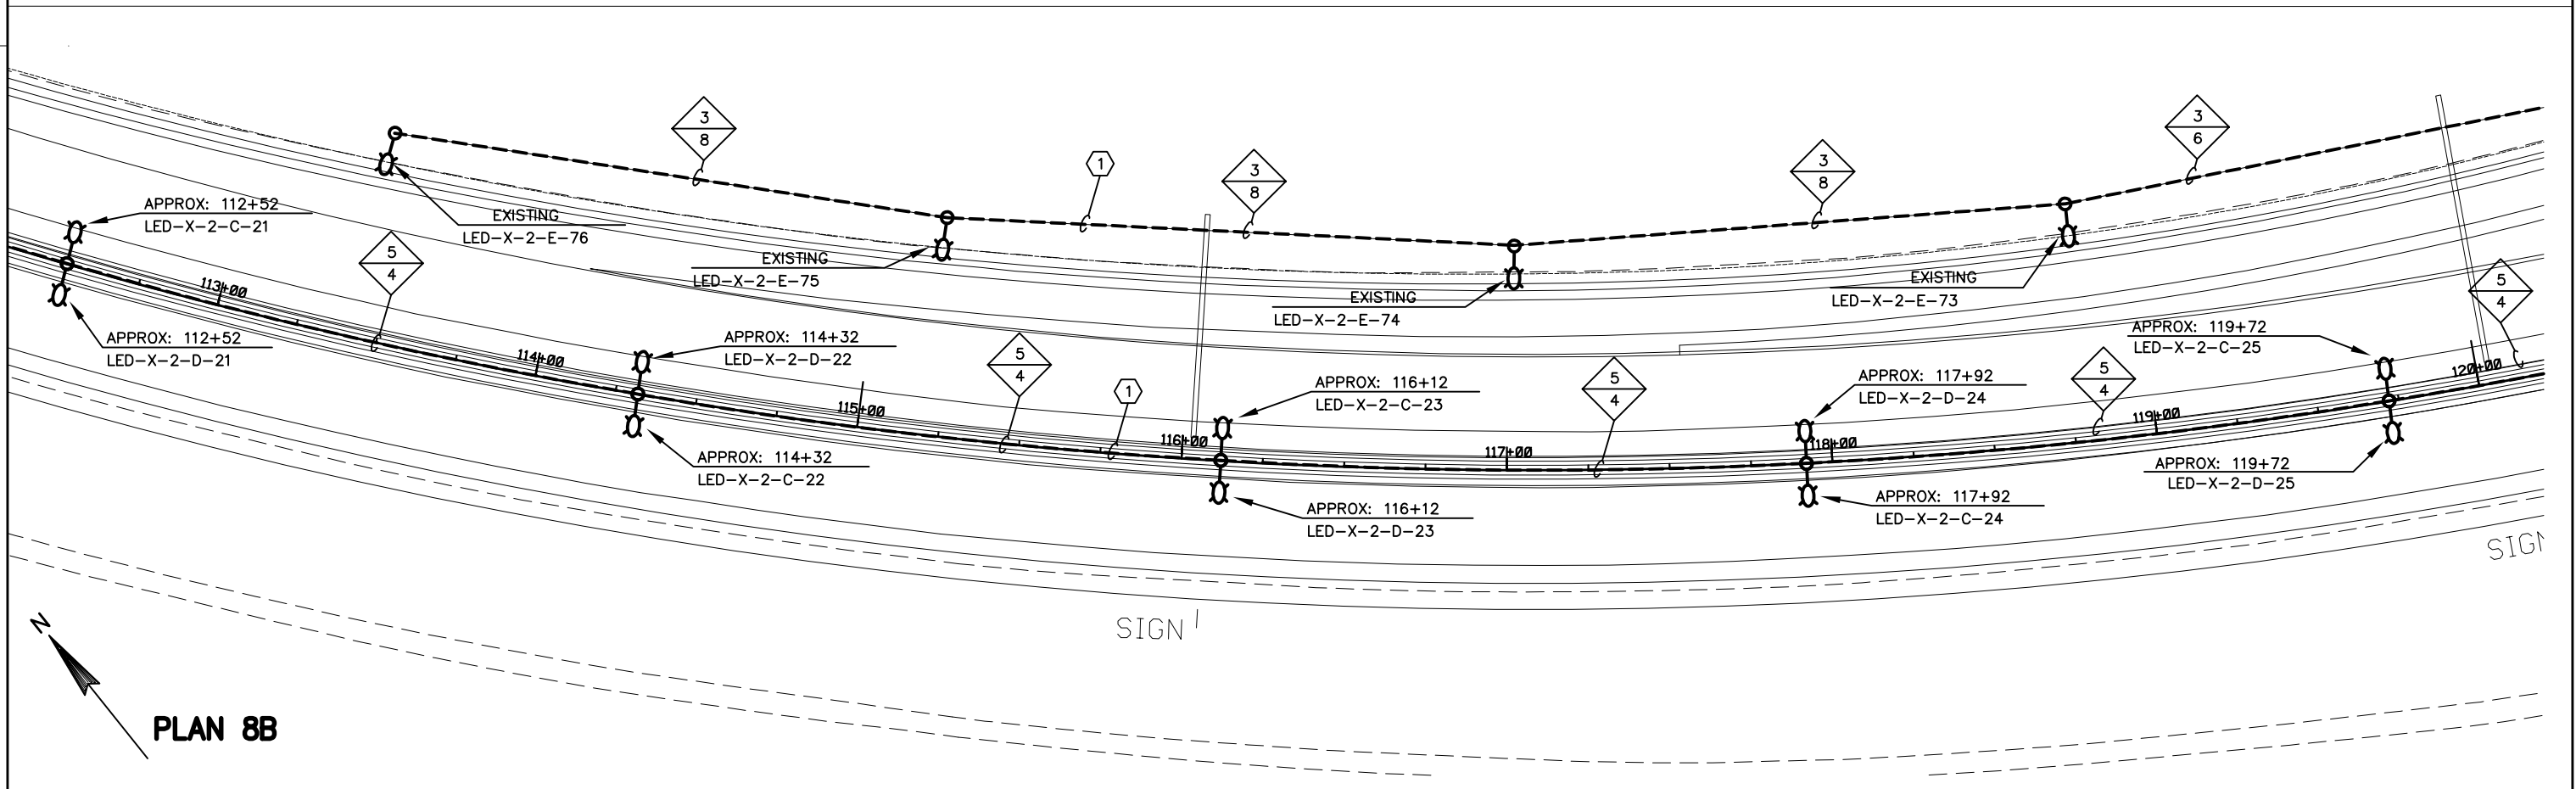 3
8
3
6
3
8
1
3
8
APPROX: 112+52
LED-X-2-C-21
EXISTING
LED-X-2-E-76
5
4
EXISTING
LED-X-2-E-75
EXISTING
LED-X-2-E-74
EXISTING
LED-X-2-E-73
5
4
113+00
APPROX: 112+52
LED-X-2-D-21
114+00
APPROX: 114+32
LED-X-2-D-22
5
4
APPROX: 119+72
LED-X-2-C-25
5
4
5
4
115+00
1
APPROX: 116+12
LED-X-2-C-23
APPROX: 117+92
LED-X-2-D-24
120+00
119+00
116+00
117+00
118+00
APPROX: 114+32
LED-X-2-C-22
APPROX: 119+72
LED-X-2-D-25
APPROX: 116+12
LED-X-2-D-23
APPROX: 117+92
LED-X-2-C-24
SIGN
SIGN
N
PLAN 8B